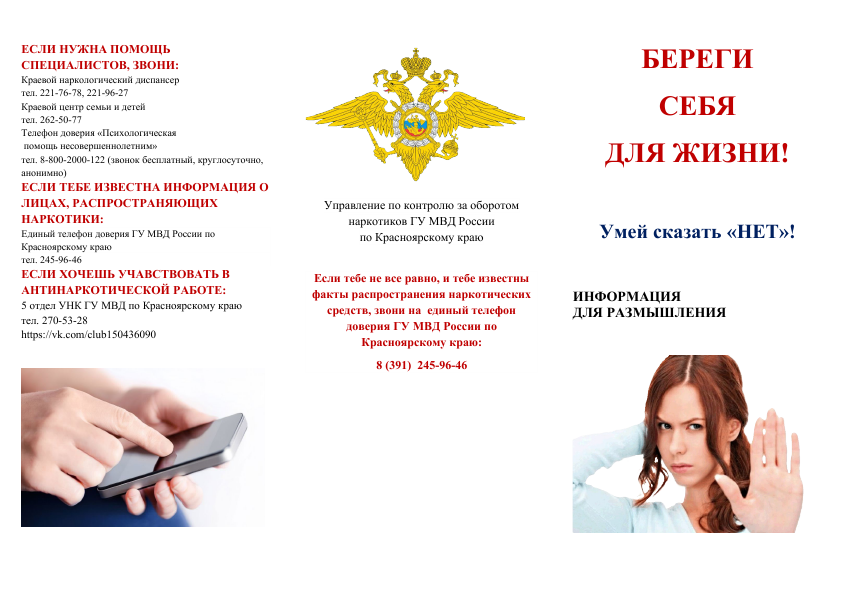 ЕСЛИ НУЖНА ПОМОЩЬ
СПЕЦИАЛИСТОВ, ЗВОНИ:
Краевой наркологический диспансер
тел. 221-76-78, 221-96-27
Краевой центр семьи и детей
тел. 262-50-77
Телефон доверия «Психологическая
помощь несовершеннолетним»
тел. 8-800-2000-122 (звонок бесплатный, круглосуточно,
анонимно)
ЕСЛИ ТЕБЕ ИЗВЕСТНА ИНФОРМАЦИЯ О
ЛИЦАХ, РАСПРОСТРАНЯЮЩИХ
НАРКОТИКИ:
Единый телефон доверия ГУ МВД России по
Красноярскому краю
тел. 245-96-46
ЕСЛИ ХОЧЕШЬ УЧАВСТВОВАТЬ В
АНТИНАРКОТИЧЕСКОЙ РАБОТЕ:
5 отдел УНК ГУ МВД по Красноярскому краю
тел. 270-53-28
https://vk.com/club150436090
Управление по контролю за оборотом
наркотиков ГУ МВД России
по Красноярскому краю
Если тебе не все равно, и тебе известны
факты распространения наркотических
средств, звони на единый телефон
доверия ГУ МВД России по
Красноярскому краю:
8 (391) 245-96-46
БЕРЕГИ
СЕБЯ
ДЛЯ ЖИЗНИ!
Умей сказать «НЕТ»!
ИНФОРМАЦИЯ
ДЛЯ РАЗМЫШЛЕНИЯ